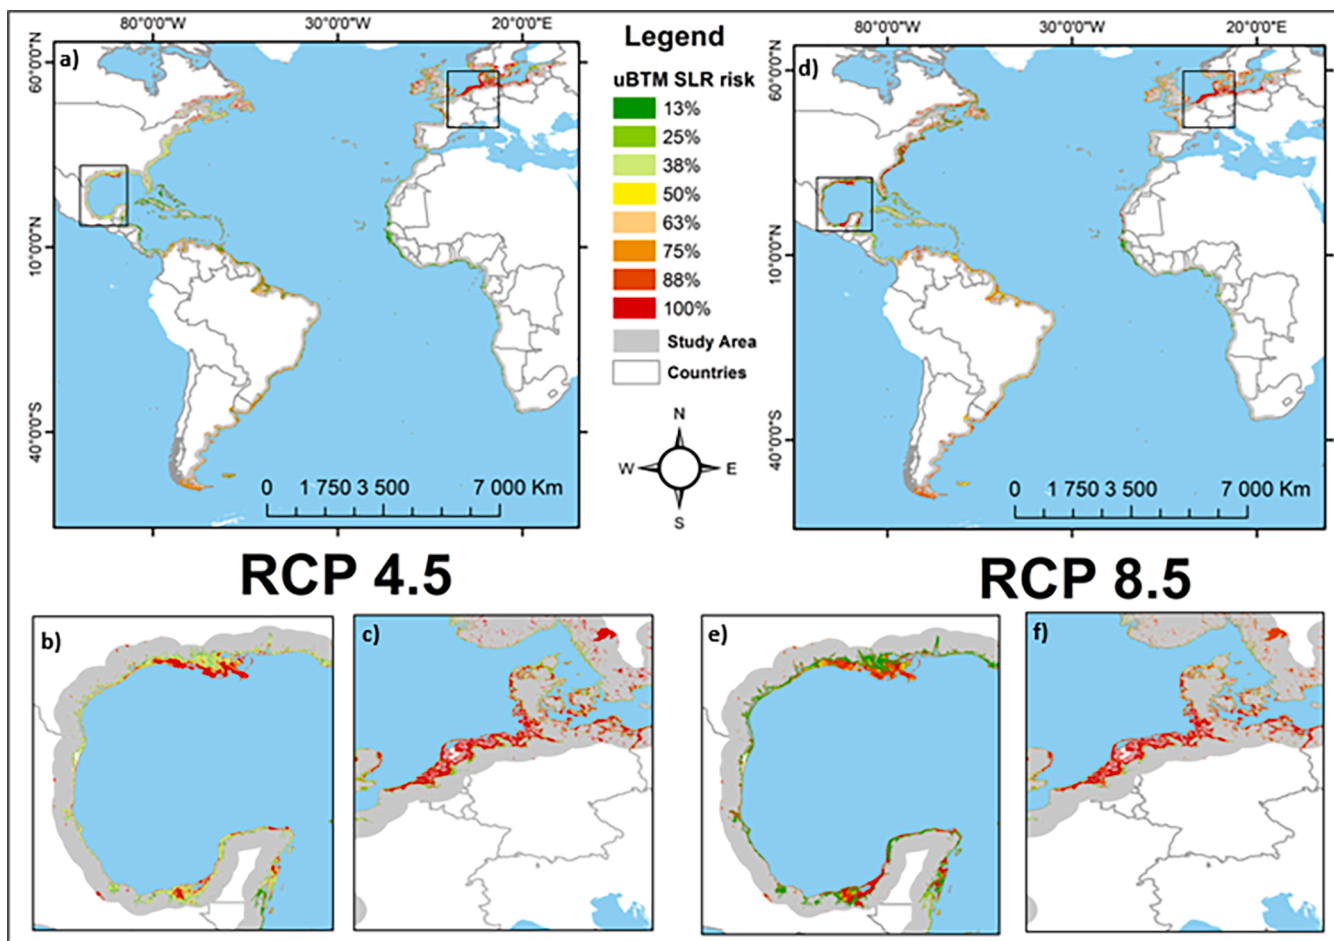 80°0'0"W 30°0'0"W 20°0'0"E
60°0'0"N
10°0'0"N
40°0'0"S
a)
0 1 750 3 500 7 000 Km
Legend
uBTM SLR risk
13%
25%
38%
50%
63%
75%
88%
100%
Study Area
Countries
N
W E
S
80°0'0"W 30°0'0"W 20°0'0"E
60°0'0"N
10°0'0"N
40°0'0"S
d)
0 1 750 3 500 7 000 Km
RCP 4.5
RCP 8.5
b)
c)
e)
f)